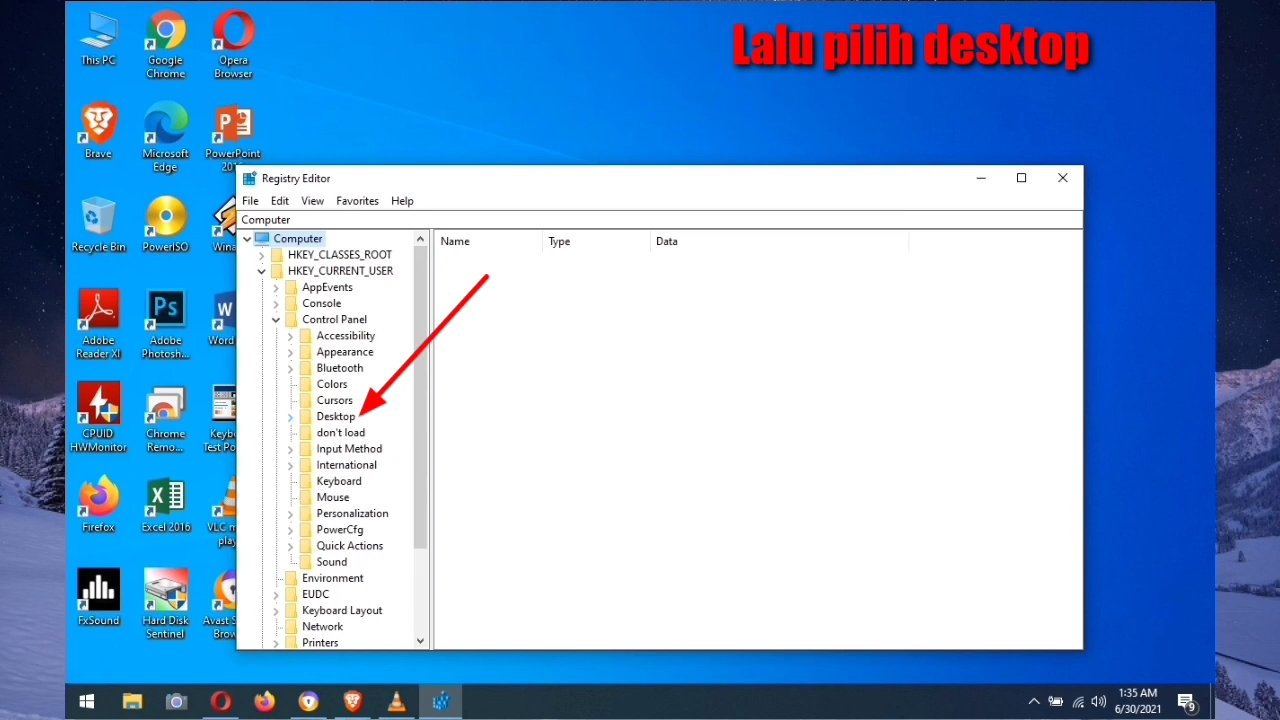 Lalu pilih desktop
This PC
Google
Chrome
Opera
Browser
Brave
Microsoft
Edge
PowerPoint
Recycle Bin
PowerISO
Adobe
Reader XI
Adobe
Photosh...
Word
CPUID
HWMonitor
Chrome
Remo...
Test
Firefox
Excel 2016
VLC
FxSound
Hard Disk
Sentinel
Avast
Registry Editor
File Edit View Favorites Help
Computer
Name Type Data
Computer
HKEY_CLASSES_ROOT
HKEY_CURRENT_USER
AppEvents
Console
Control Panel
Accessibility
Appearance
Bluetooth
Colors
Cursors
Desktop
don't load
Input Method
International
Keyboard
Mouse
Personalization
PowerCfg
Quick Actions
Sound
Environment
EUDC
Keyboard Layout
Network
Printers
1:35 AM
6/30/2021
9